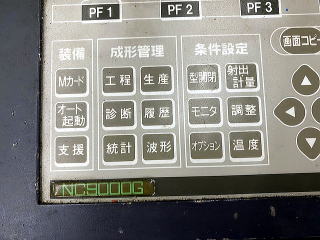 PF 1 PF 2 PF 3
装備 成形管理 条件設定 画面コピー
Mカード 工程 生産 型開閉 射出計量
オート起動 診断 履歴 モニタ 調整
支援 統計 波形 オプション 温度
NC9000G